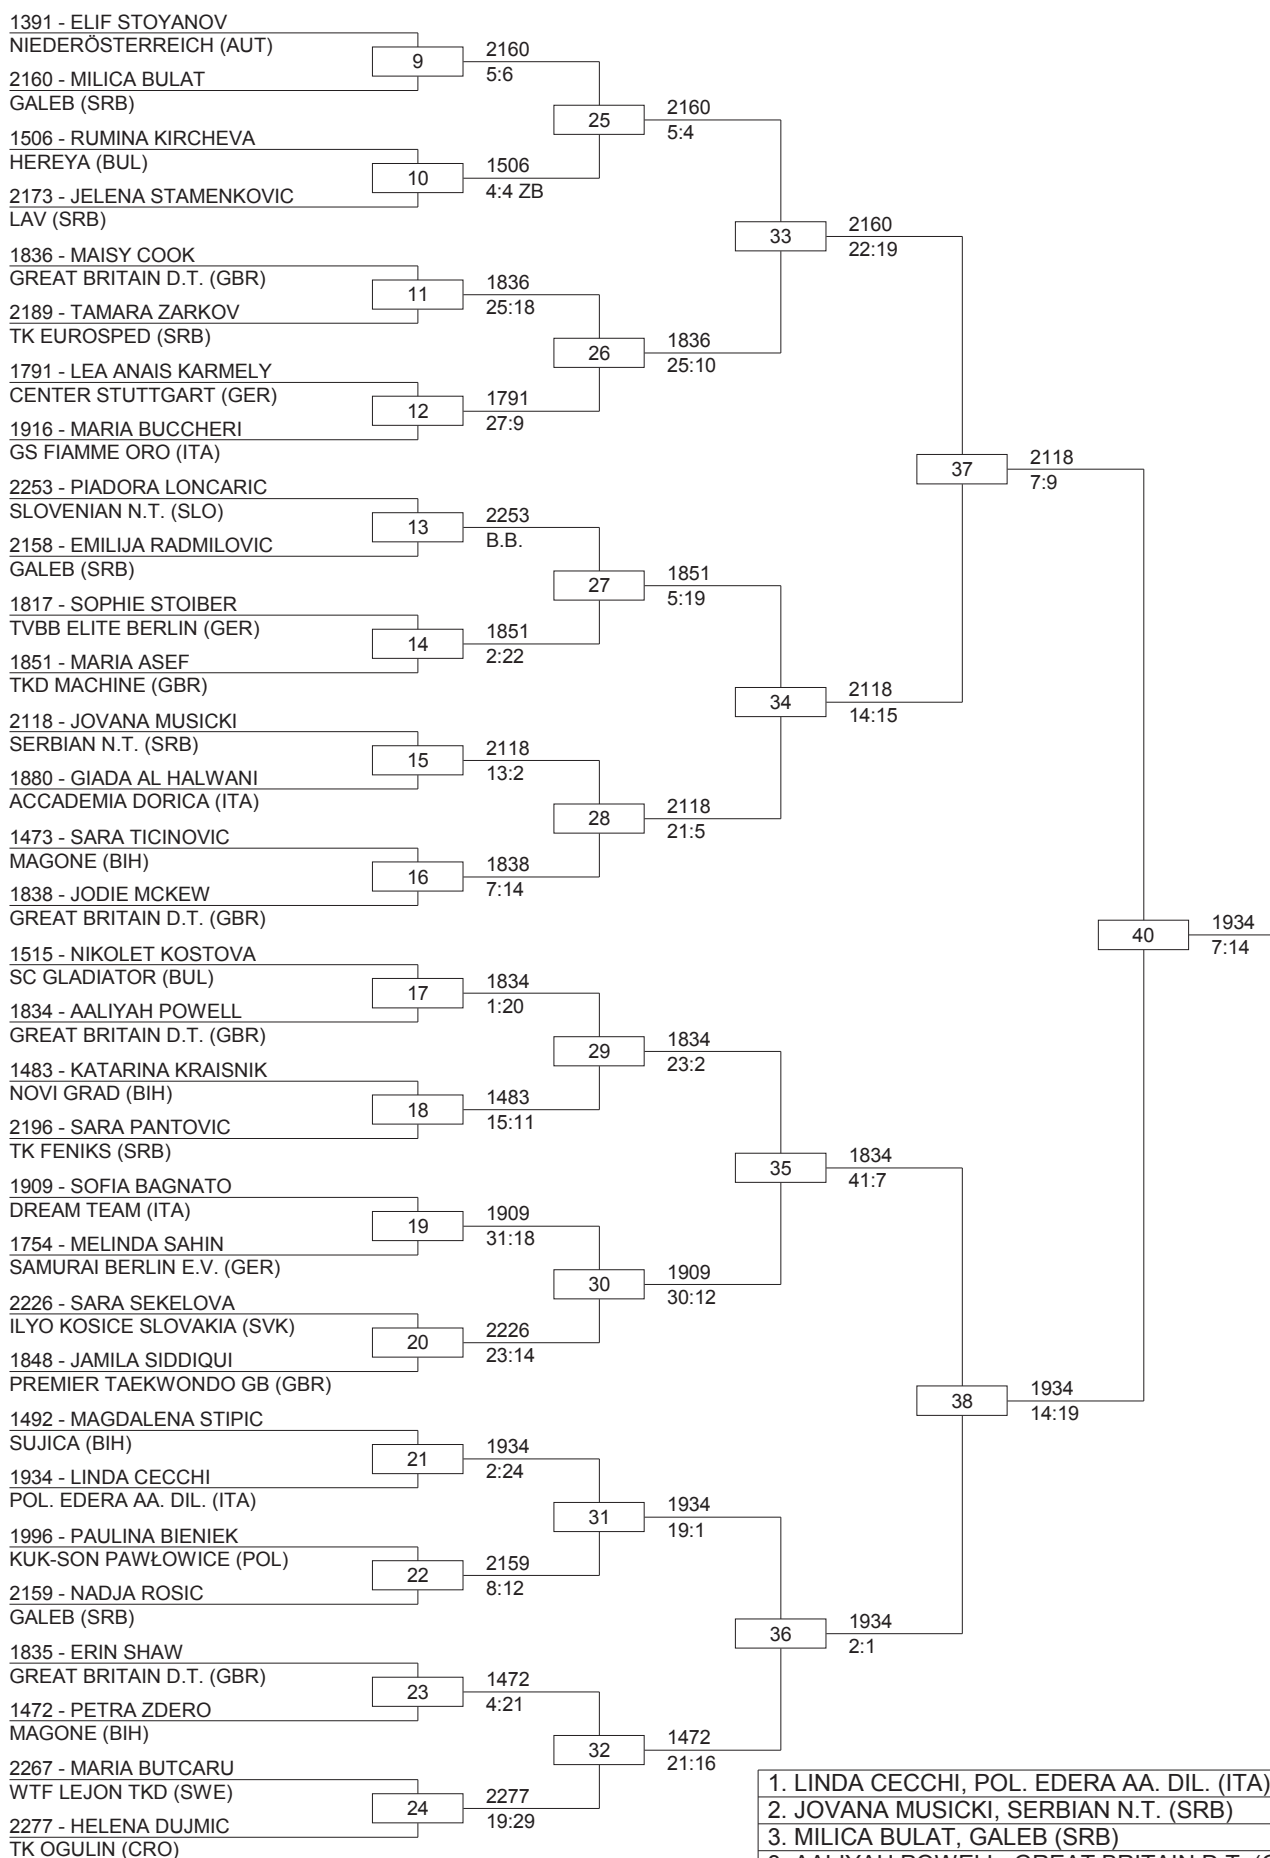 1391 - ELIF STOYANOV
NIEDERÖSTERREICH (AUT)
9
2160
5:6
2160 - MILICA BULAT
GALEB (SRB)
25
2160
5:4
1506 - RUMINA KIRCHEVA
HEREYA (BUL)
10
1506
4:4 ZB
2173 - JELENA STAMENKOVIC
LAV (SRB)
33
2160
22:19
1836 - MAISY COOK
GREAT BRITAIN D.T. (GBR)
11
1836
25:18
2189 - TAMARA ZARKOV
TK EUROSPED (SRB)
26
1836
25:10
1791 - LEA ANAIS KARMELY
CENTER STUTTGART (GER)
12
1791
27:9
1916 - MARIA BUCCHERI
GS FIAMME ORO (ITA)
37
2118
7:9
2253 - PIADORA LONCARIC
SLOVENIAN N.T. (SLO)
13
2253
B.B.
2158 - EMILIJA RADMILOVIC
GALEB (SRB)
27
1851
5:19
1817 - SOPHIE STOIBER
TVBB ELITE BERLIN (GER)
14
1851
2:22
1851 - MARIA ASEF
TKD MACHINE (GBR)
34
2118
14:15
2118 - JOVANA MUSICKI
SERBIAN N.T. (SRB)
15
2118
13:2
1880 - GIADA AL HALWANI
ACCADEMIA DORICA (ITA)
28
2118
21:5
1473 - SARA TICINOVIC
MAGONE (BIH)
16
1838
7:14
1838 - JODIE MCKEW
GREAT BRITAIN D.T. (GBR)
40
1934
7:14
1515 - NIKOLET KOSTOVA
SC GLADIATOR (BUL)
17
1834
1:20
1834 - AALIYAH POWELL
GREAT BRITAIN D.T. (GBR)
29
1834
23:2
1483 - KATARINA KRAISNIK
NOVI GRAD (BIH)
18
1483
15:11
2196 - SARA PANTOVIC
TK FENIKS (SRB)
35
1834
41:7
1909 - SOFIA BAGNATO
DREAM TEAM (ITA)
19
1909
31:18
1754 - MELINDA SAHIN
SAMURAI BERLIN E.V. (GER)
30
1909
30:12
2226 - SARA SEKELOVA
ILYO KOSICE SLOVAKIA (SVK)
20
2226
23:14
1848 - JAMILA SIDDIQUI
PREMIER TAEKWONDO GB (GBR)
38
1934
14:19
1492 - MAGDALENA STIPIC
SUJICA (BIH)
21
1934
2:24
1934 - LINDA CECCHI
POL. EDERA AA. DIL. (ITA)
31
1934
19:1
1996 - PAULINA BIENIEK
KUK-SON PAWŁOWICE (POL)
22
2159
8:12
2159 - NADJA ROSIC
GALEB (SRB)
36
1934
2:1
1835 - ERIN SHAW
GREAT BRITAIN D.T. (GBR)
23
1472
4:21
1472 - PETRA ZDERO
MAGONE (BIH)
32
1472
21:16
2267 - MARIA BUTCARU
WTF LEJON TKD (SWE)
24
2277
19:29
2277 - HELENA DUJMIC
TK OGULIN (CRO)
1. LINDA CECCHI, POL. EDERA AA. DIL. (ITA)
2. JOVANA MUSICKI, SERBIAN N.T. (SRB)
3. MILICA BULAT, GALEB (SRB)
AALIYAH POWELL, GREAT BRITAIN D.T.